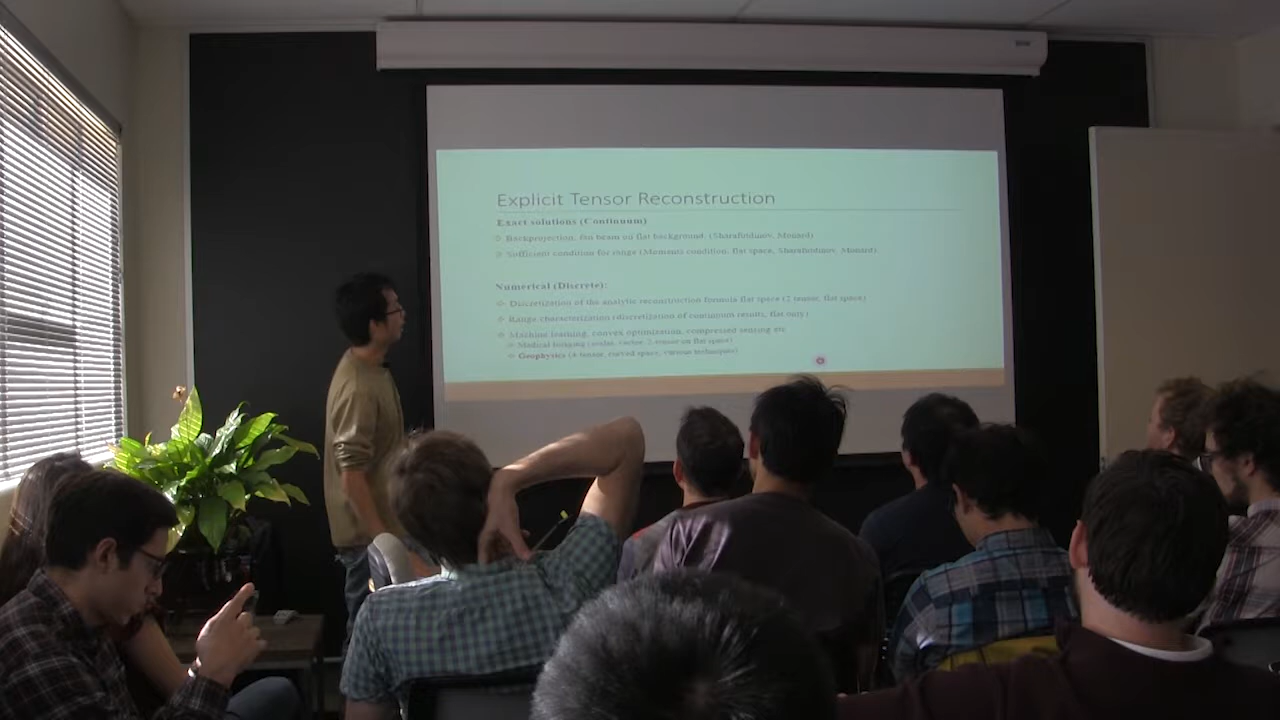 Explicit Tensor Reconstruction
Exact solutions (Continuum)
Backprojection, fan beam on flat background. (Sharafutdinov, Monard)
Sufficient condition for range (Moments condition, flat space, Sharafutdinov, Monard).
Numerical (Discrete):
Discretization of the analytic reconstruction formula flat space (2 tensor, flat space)
Range characterization (discretization of continuum results, flat only)
Machine learning, convex optimization, compressed sensing etc
Medical Imaging (scalar, vector, 2-tensor on flat space)
Geophysics (4-tensor, curved space, various techniques)